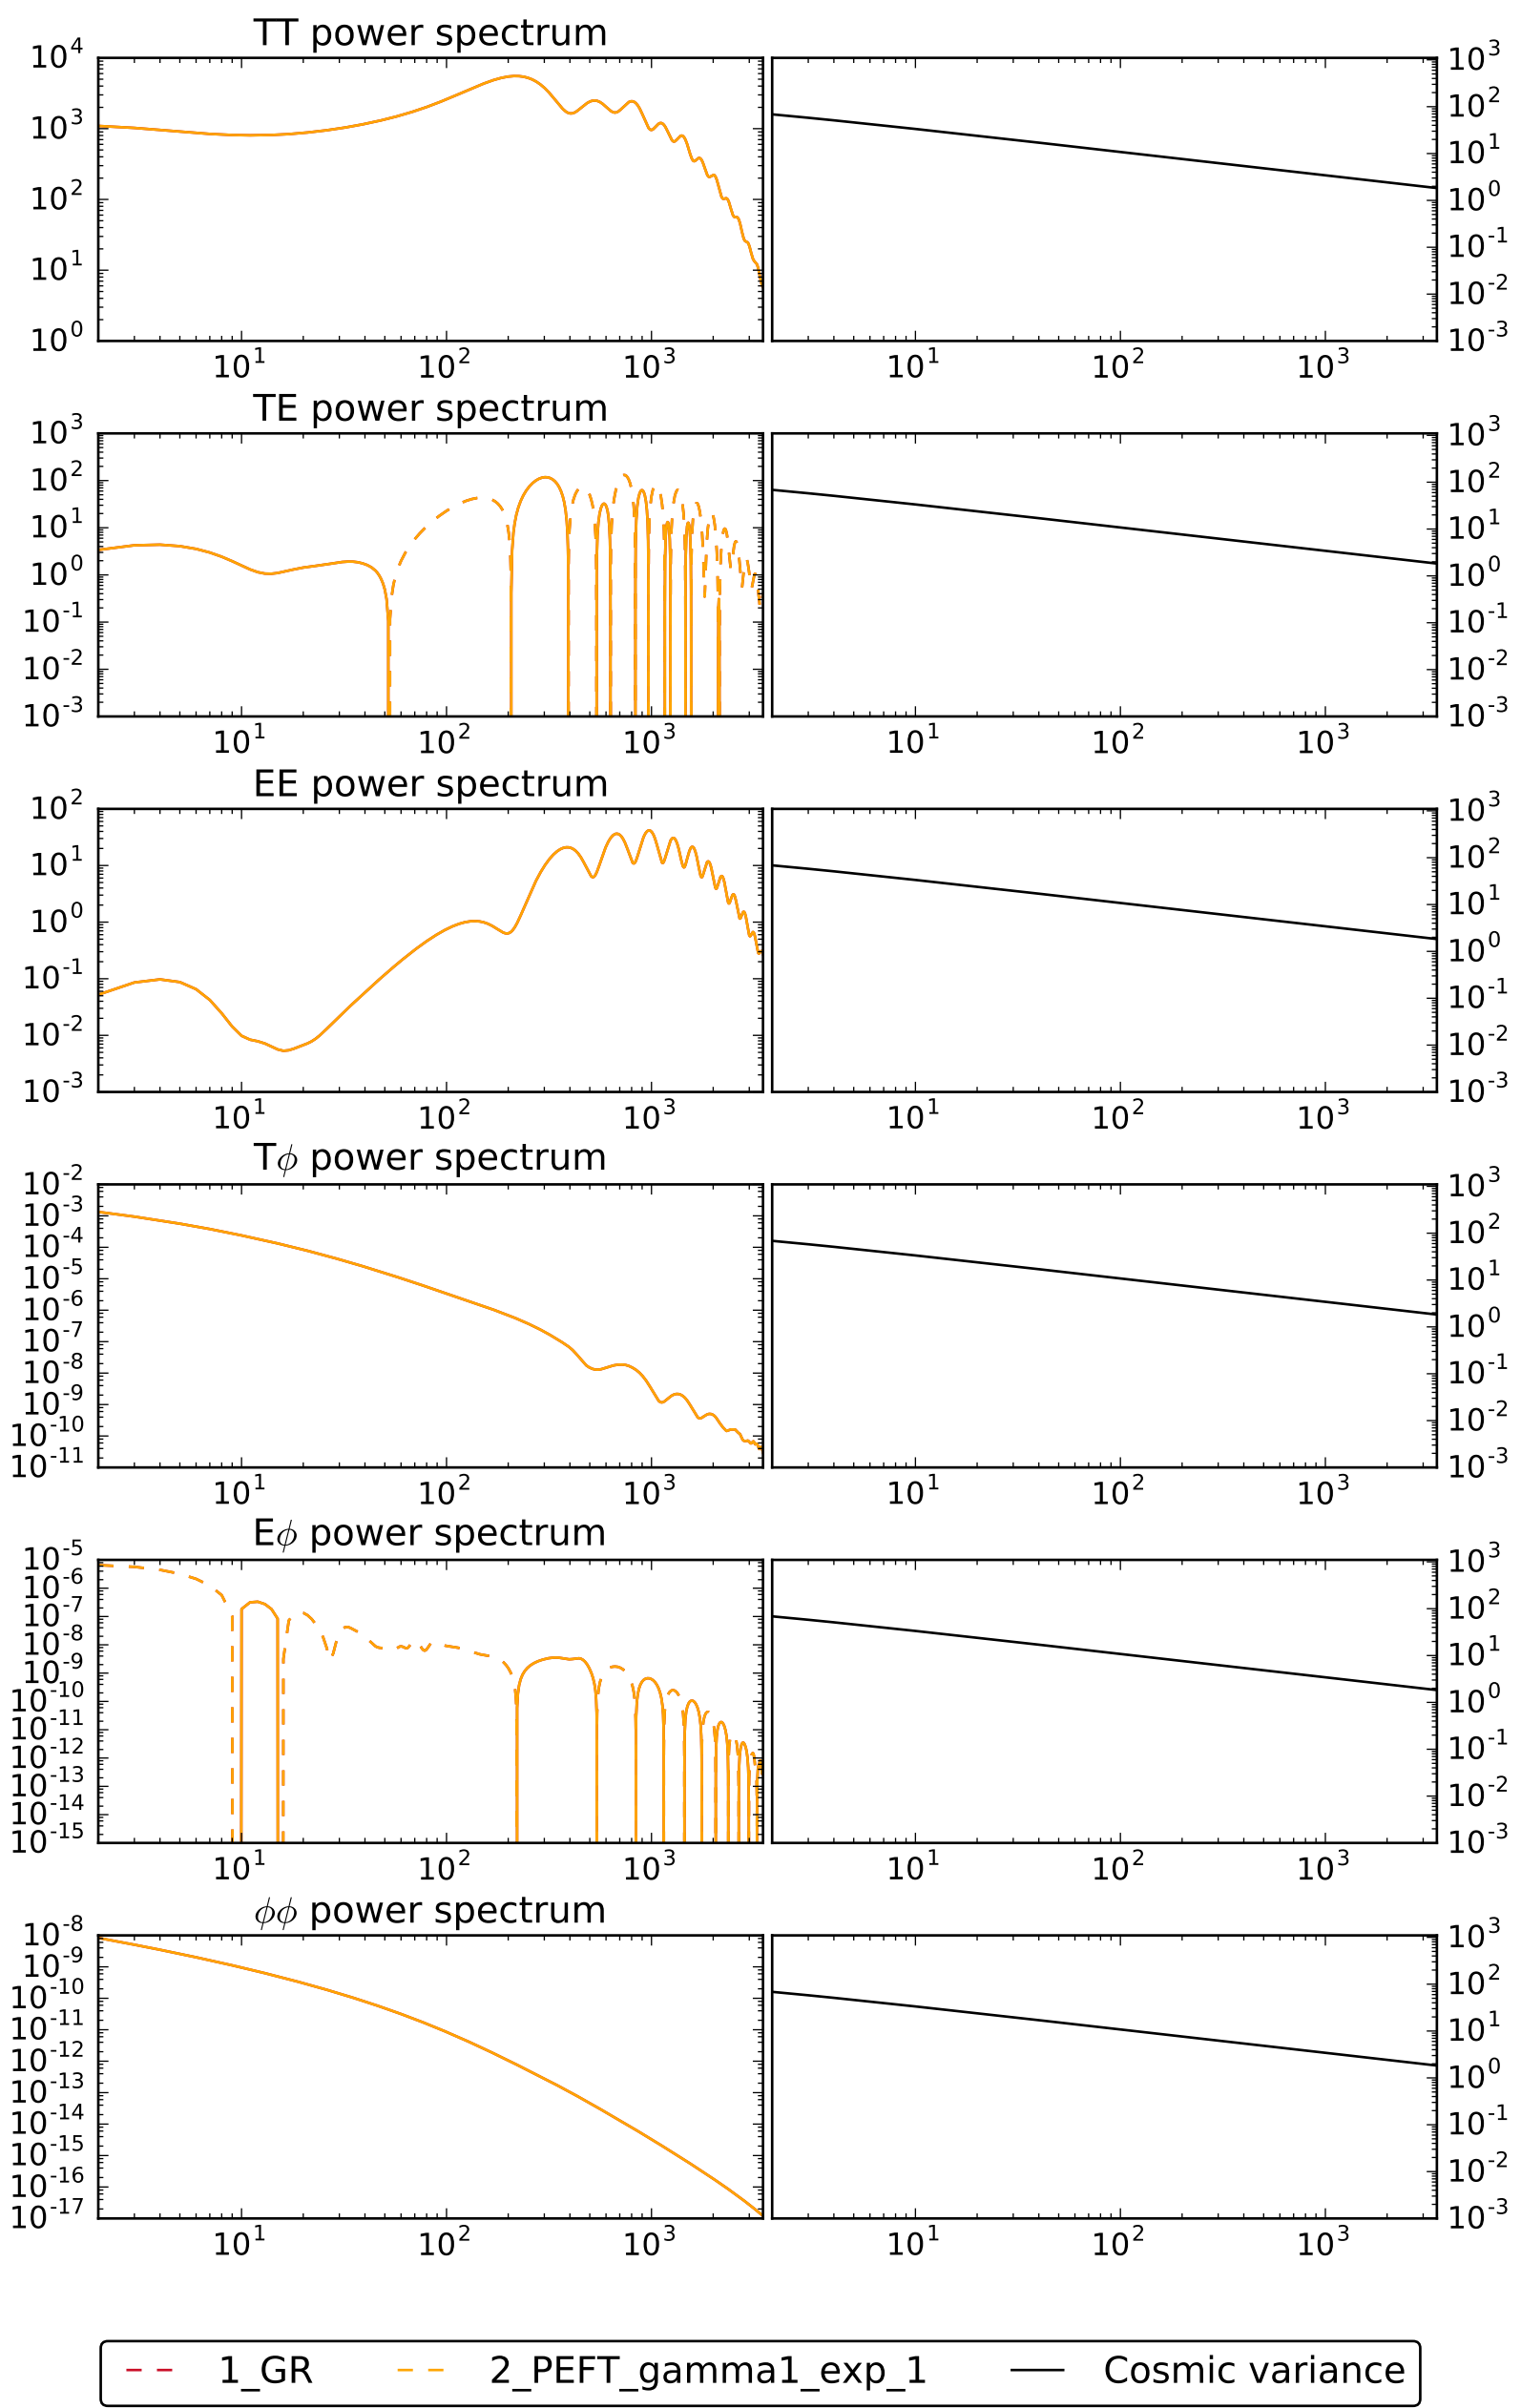 TT power spectrum
10^4 10^3 10^2 10^1 10^0
10^3 10^2 10^1 10^0 10^-1 10^-2 10^-3
10^1 10^2 10^3 10^1 10^2 10^3
TE power spectrum
10^3 10^2 10^1 10^0 10^-1 10^-2 10^-3
10^3 10^2 10^1 10^0 10^-1 10^-2 10^-3
10^1 10^2 10^3 10^1 10^2 10^3
EE power spectrum
10^2 10^1 10^0 10^-1 10^-2 10^-3
10^3 10^2 10^1 10^0 10^-1 10^-2 10^-3
10^1 10^2 10^3 10^1 10^2 10^3
Tϕ power spectrum
10^-2 10^-3 10^-4 10^-5 10^-6 10^-7 10^-8 10^-9 10^-10 10^-11
10^3 10^2 10^1 10^0 10^-1 10^-2 10^-3
10^1 10^2 10^3 10^1 10^2 10^3
Eϕ power spectrum
10^-5 10^-6 10^-7 10^-8 10^-9 10^-10 10^-11 10^-12 10^-13 10^-14 10^-15
10^3 10^2 10^1 10^0 10^-1 10^-2 10^-3
10^1 10^2 10^3 10^1 10^2 10^3
ϕϕ power spectrum
10^-8 10^-9 10^-10 10^-11 10^-12 10^-13 10^-14 10^-15 10^-16 10^-17
10^3 10^2 10^1 10^0 10^-1 10^-2 10^-3
10^1 10^2 10^3 10^1 10^2 10^3
1_GR 2_PEFT_gamma1_exp_1 Cosmic variance